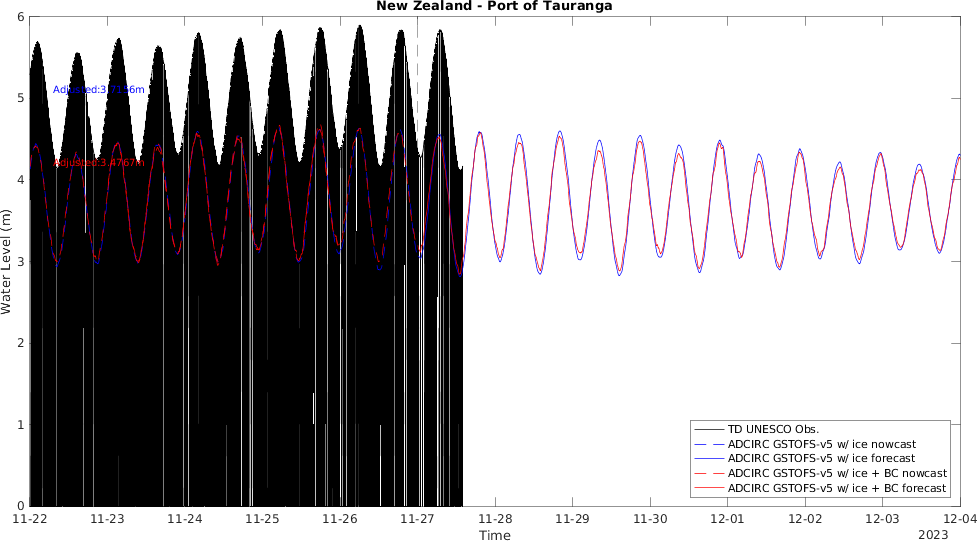 New Zealand - Port of Tauranga
6
5
4
3
2
1
0
Water Level (m)
Adjusted:3.7156m
Adjusted:3.4767m
TD UNESCO Obs.
ADCIRC GSTOFS-v5 w/ ice nowcast
ADCIRC GSTOFS-v5 w/ ice forecast
ADCIRC GSTOFS-v5 w/ ice + BC nowcast
ADCIRC GSTOFS-v5 w/ ice + BC forecast
11-22 11-23 11-24 11-25 11-26 11-27 11-28 11-29 11-30 12-01 12-02 12-03 12-04
Time
2023